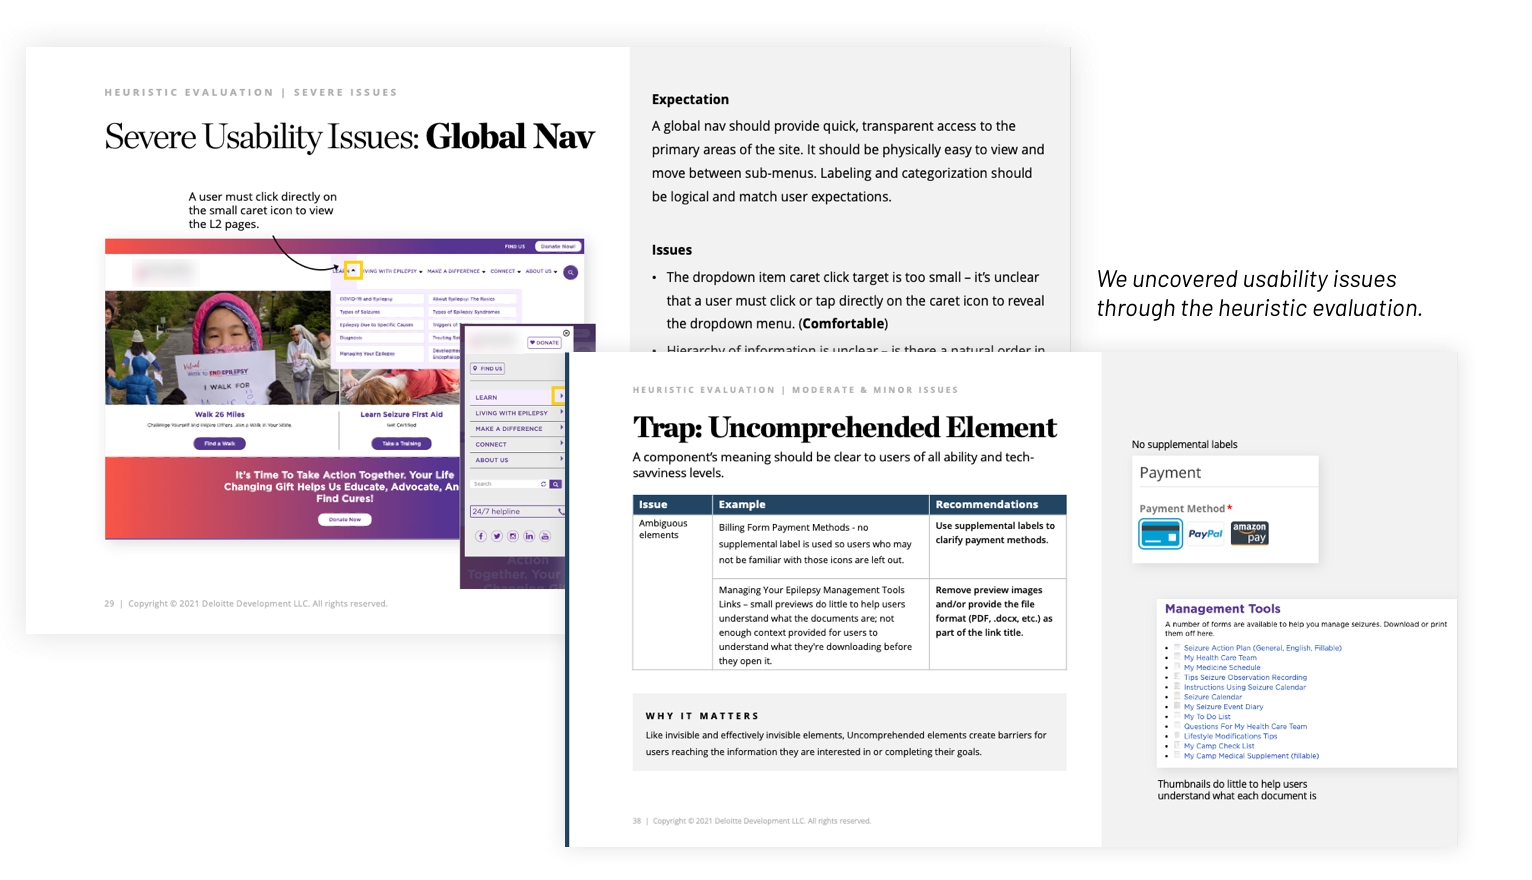 HEURISTIC EVALUATION | SEVERE ISSUES
Severe Usability Issues: Global Nav
A user must click directly on
the small caret icon to view
the L2 pages.
FIND US
Donate Now!
LEARN
LIVING WITH EPILEPSY
MAKE A DIFFERENCE
CONNECT
ABOUT US
COVID-19 and Epilepsy
About Epilepsy: The Basics
Types of Seizures
Types of Epilepsy Syndromes
Epilepsy Due to Specific Causes
Triggers of
Diagnosis
Managing Your Epilepsy
Virtual
WALK TO END EPILEPSY
I WALK FOR
Walk 26 Miles
Challenge Yourself and Inspire Others. Join a Walk in Your State.
Find a Walk
Learn Seizure First Aid
Get Certified
Take a Training
It's Time To Take Action Together. Your Life
Changing Gift Helps Us Educate, Advocate, An
Find Cures!
Donate Now
DONATE
FIND US
LEARN
LIVING WITH EPILEPSY
MAKE A DIFFERENCE
CONNECT
ABOUT US
Search
24/7 helpline
Action
Together. Your
29 | Copyright © 2021 Deloitte Development LLC. All rights reserved.
Expectation
A global nav should provide quick, transparent access to the
primary areas of the site. It should be physically easy to view and
move between sub-menus. Labeling and categorization should
be logical and match user expectations.
Issues
• The dropdown item caret click target is too small – it's unclear
that a user must click or tap directly on the caret icon to reveal
the dropdown menu. (Comfortable)
• Hierarchy of information is unclear – is there a natural order in
We uncovered usability issues
through the heuristic evaluation.
HEURISTIC EVALUATION | MODERATE & MINOR ISSUES
Trap: Uncomprehended Element
A component's meaning should be clear to users of all ability and tech-
savviness levels.
Issue
Example
Recommendations
Ambiguous
elements
Billing Form Payment Methods - no
supplemental label is used so users who may
not be familiar with those icons are left out.
Use supplemental labels to
clarify payment methods.
Managing Your Epilepsy Management Tools
Links – small previews do little to help users
understand what the documents are; not
enough context provided for users to
understand what they're downloading before
they open it.
Remove preview images
and/or provide the file
format (PDF, .docx, etc.) as
part of the link title.
WHY IT MATTERS
Like invisible and effectively invisible elements, Uncomprehended elements create barriers for
users reaching the information they are interested in or completing their goals.
38 | Copyright © 2021 Deloitte Development LLC. All rights reserved.
No supplemental labels
Payment
Payment Method *
PayPal
amazon
pay
Management Tools
A number of forms are available to help you manage seizures. Download or print
them off here.
• Seizure Action Plan (General, English, Fillable)
• My Health Care Team
• My Medicine Schedule
• Tips Seizure Observation Recording
• Instructions Using Seizure Calendar
• Seizure Calendar
• My Seizure Event Diary
• My To Do List
• Questions For My Health Care Team
• Lifestyle Modifications Tips
• My Camp Check List
• My Camp Medical Supplement (fillable)
Thumbnails do little to help users
understand what each document is